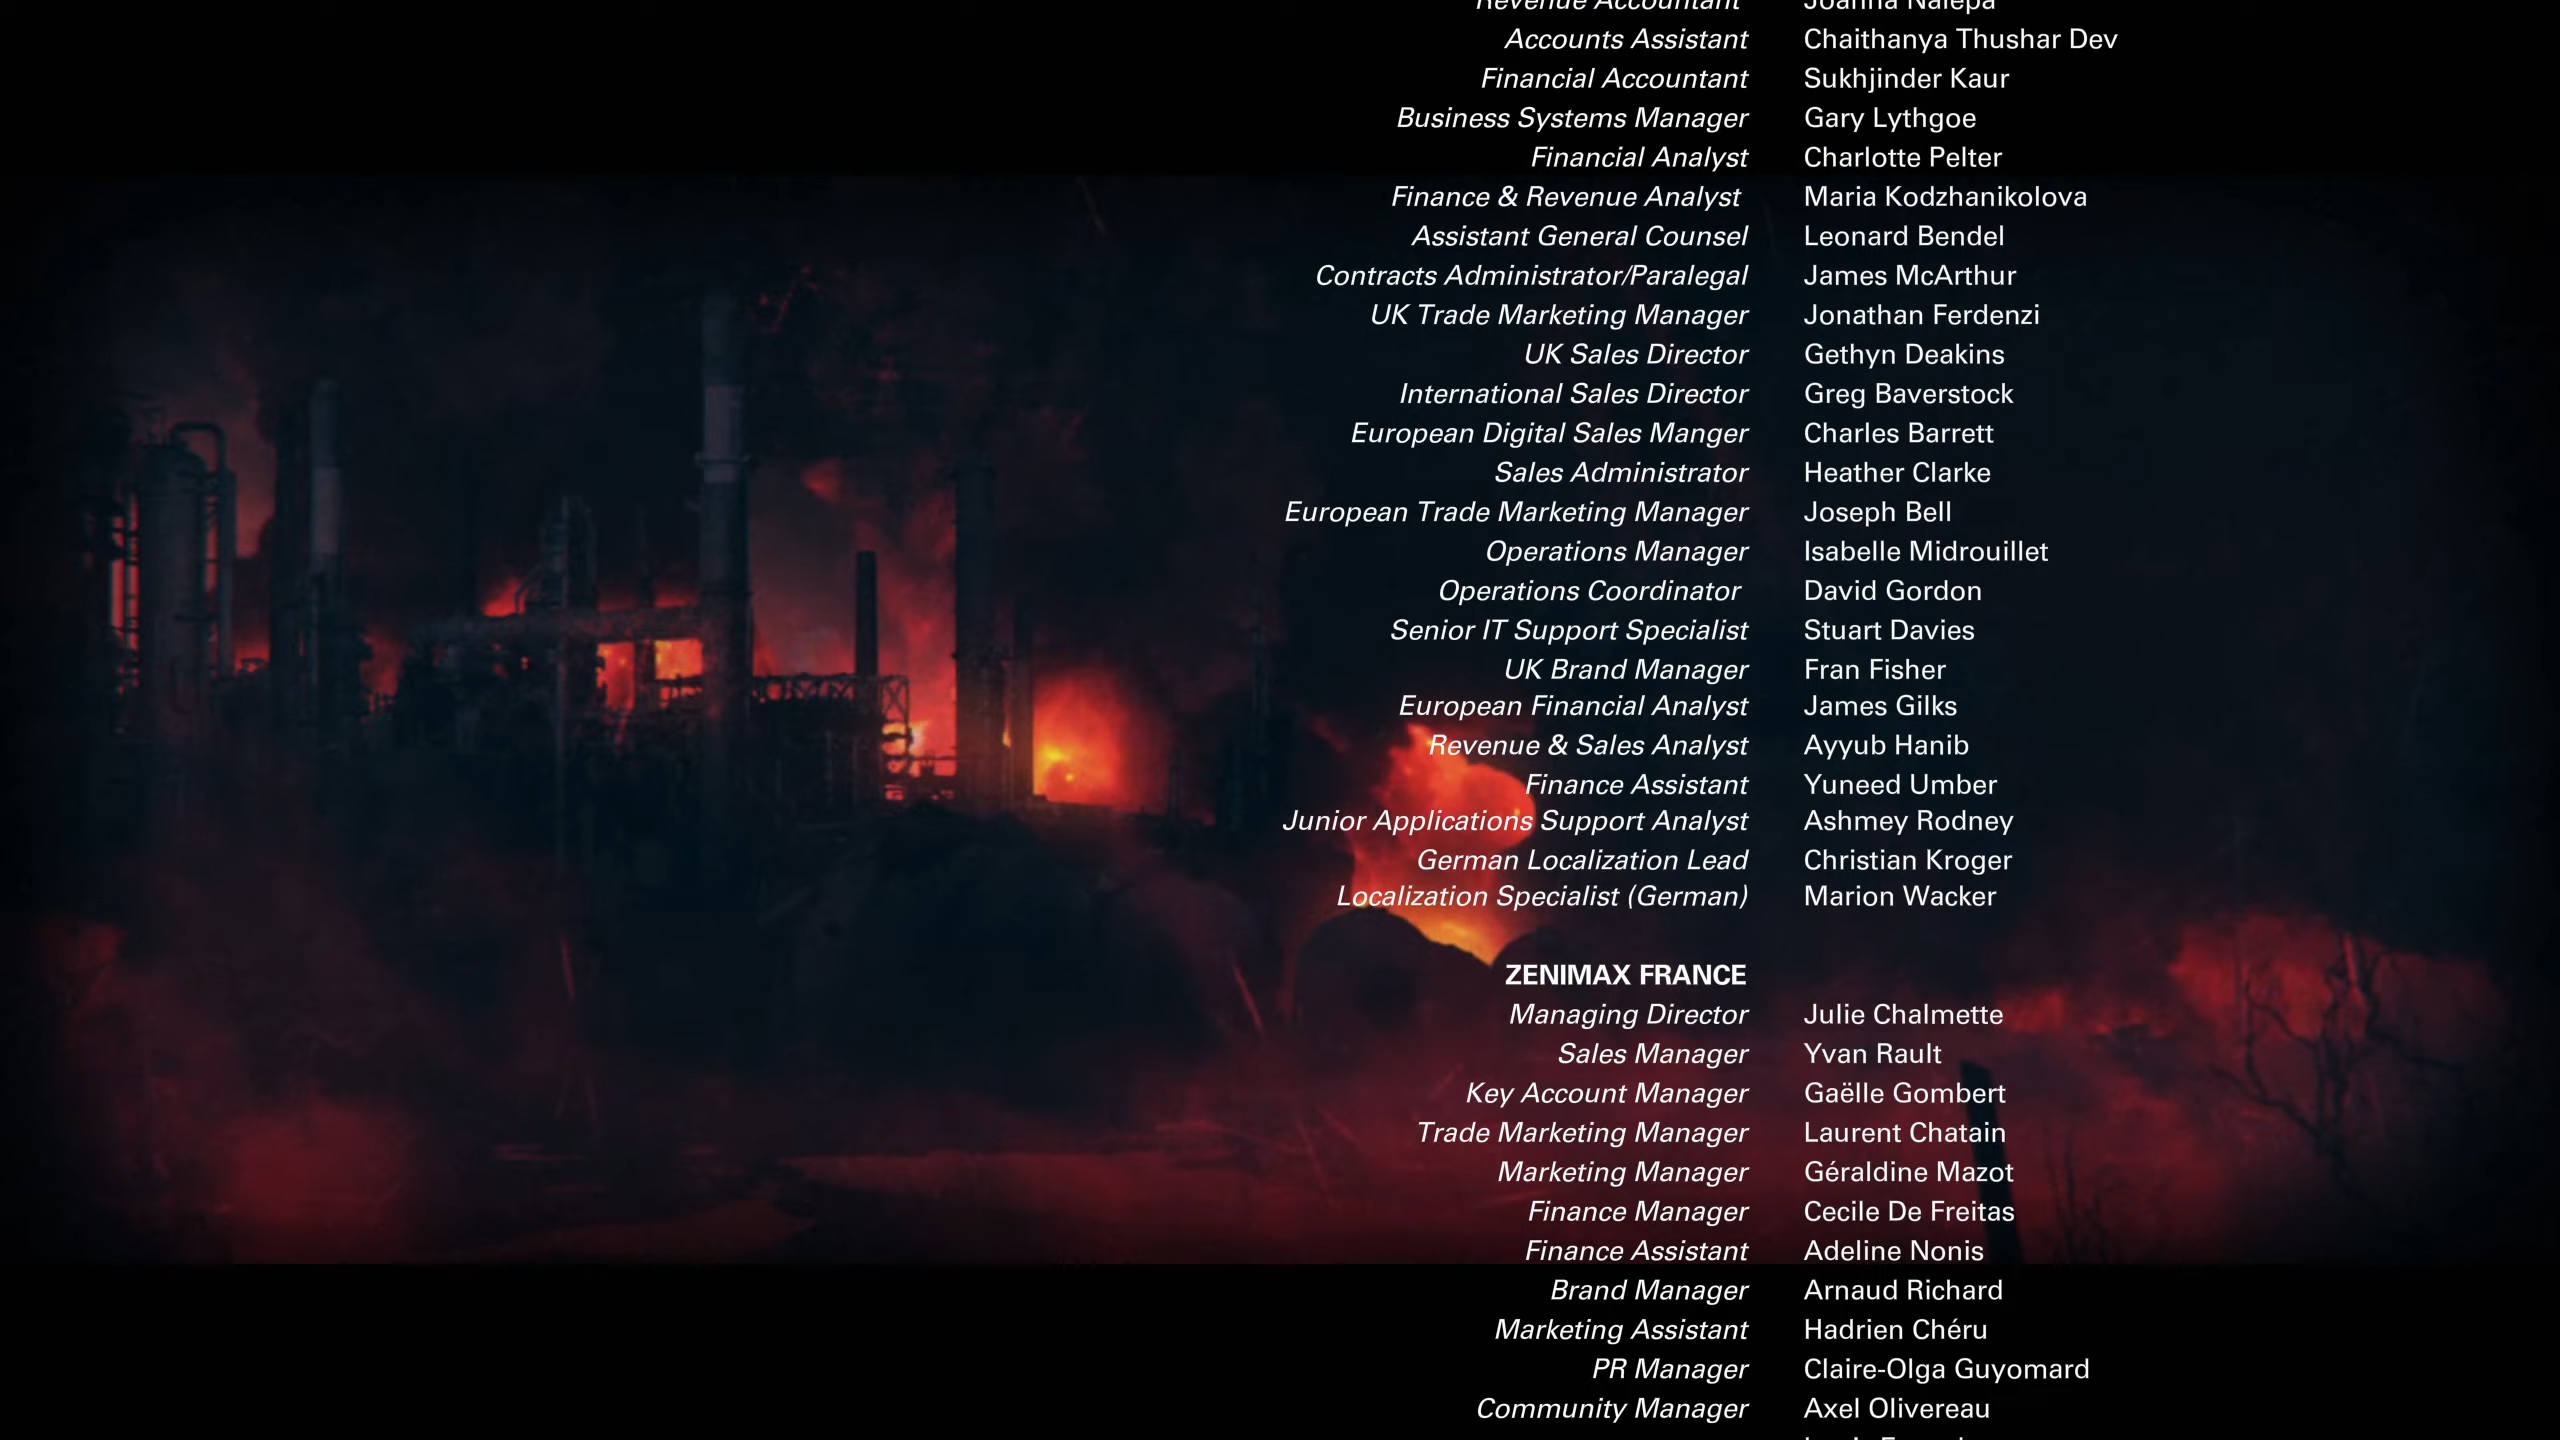 Revenue Accountant Joanna Nalepa
Accounts Assistant Chaithanya Thushar Dev
Financial Accountant Sukhjinder Kaur
Business Systems Manager Gary Lythgoe
Financial Analyst Charlotte Pelter
Finance & Revenue Analyst Maria Kodzhanikolova
Assistant General Counsel Leonard Bendel
Contracts Administrator/Paralegal James McArthur
UK Trade Marketing Manager Jonathan Ferdenzi
UK Sales Director Gethyn Deakins
International Sales Director Greg Baverstock
European Digital Sales Manger Charles Barrett
Sales Administrator Heather Clarke
European Trade Marketing Manager Joseph Bell
Operations Manager Isabelle Midrouillet
Operations Coordinator David Gordon
Senior IT Support Specialist Stuart Davies
UK Brand Manager Fran Fisher
European Financial Analyst James Gilks
Revenue & Sales Analyst Ayyub Hanib
Finance Assistant Yuneed Umber
Junior Applications Support Analyst Ashmey Rodney
German Localization Lead Christian Kroger
Localization Specialist (German) Marion Wacker
ZENIMAX FRANCE
Managing Director Julie Chalmette
Sales Manager Yvan Rault
Key Account Manager Gaëlle Gombert
Trade Marketing Manager Laurent Chatain
Marketing Manager Géraldine Mazot
Finance Manager Cecile De Freitas
Finance Assistant Adeline Nonis
Brand Manager Arnaud Richard
Marketing Assistant Hadrien Chéru
PR Manager Claire-Olga Guyomard
Community Manager Axel Olivereau